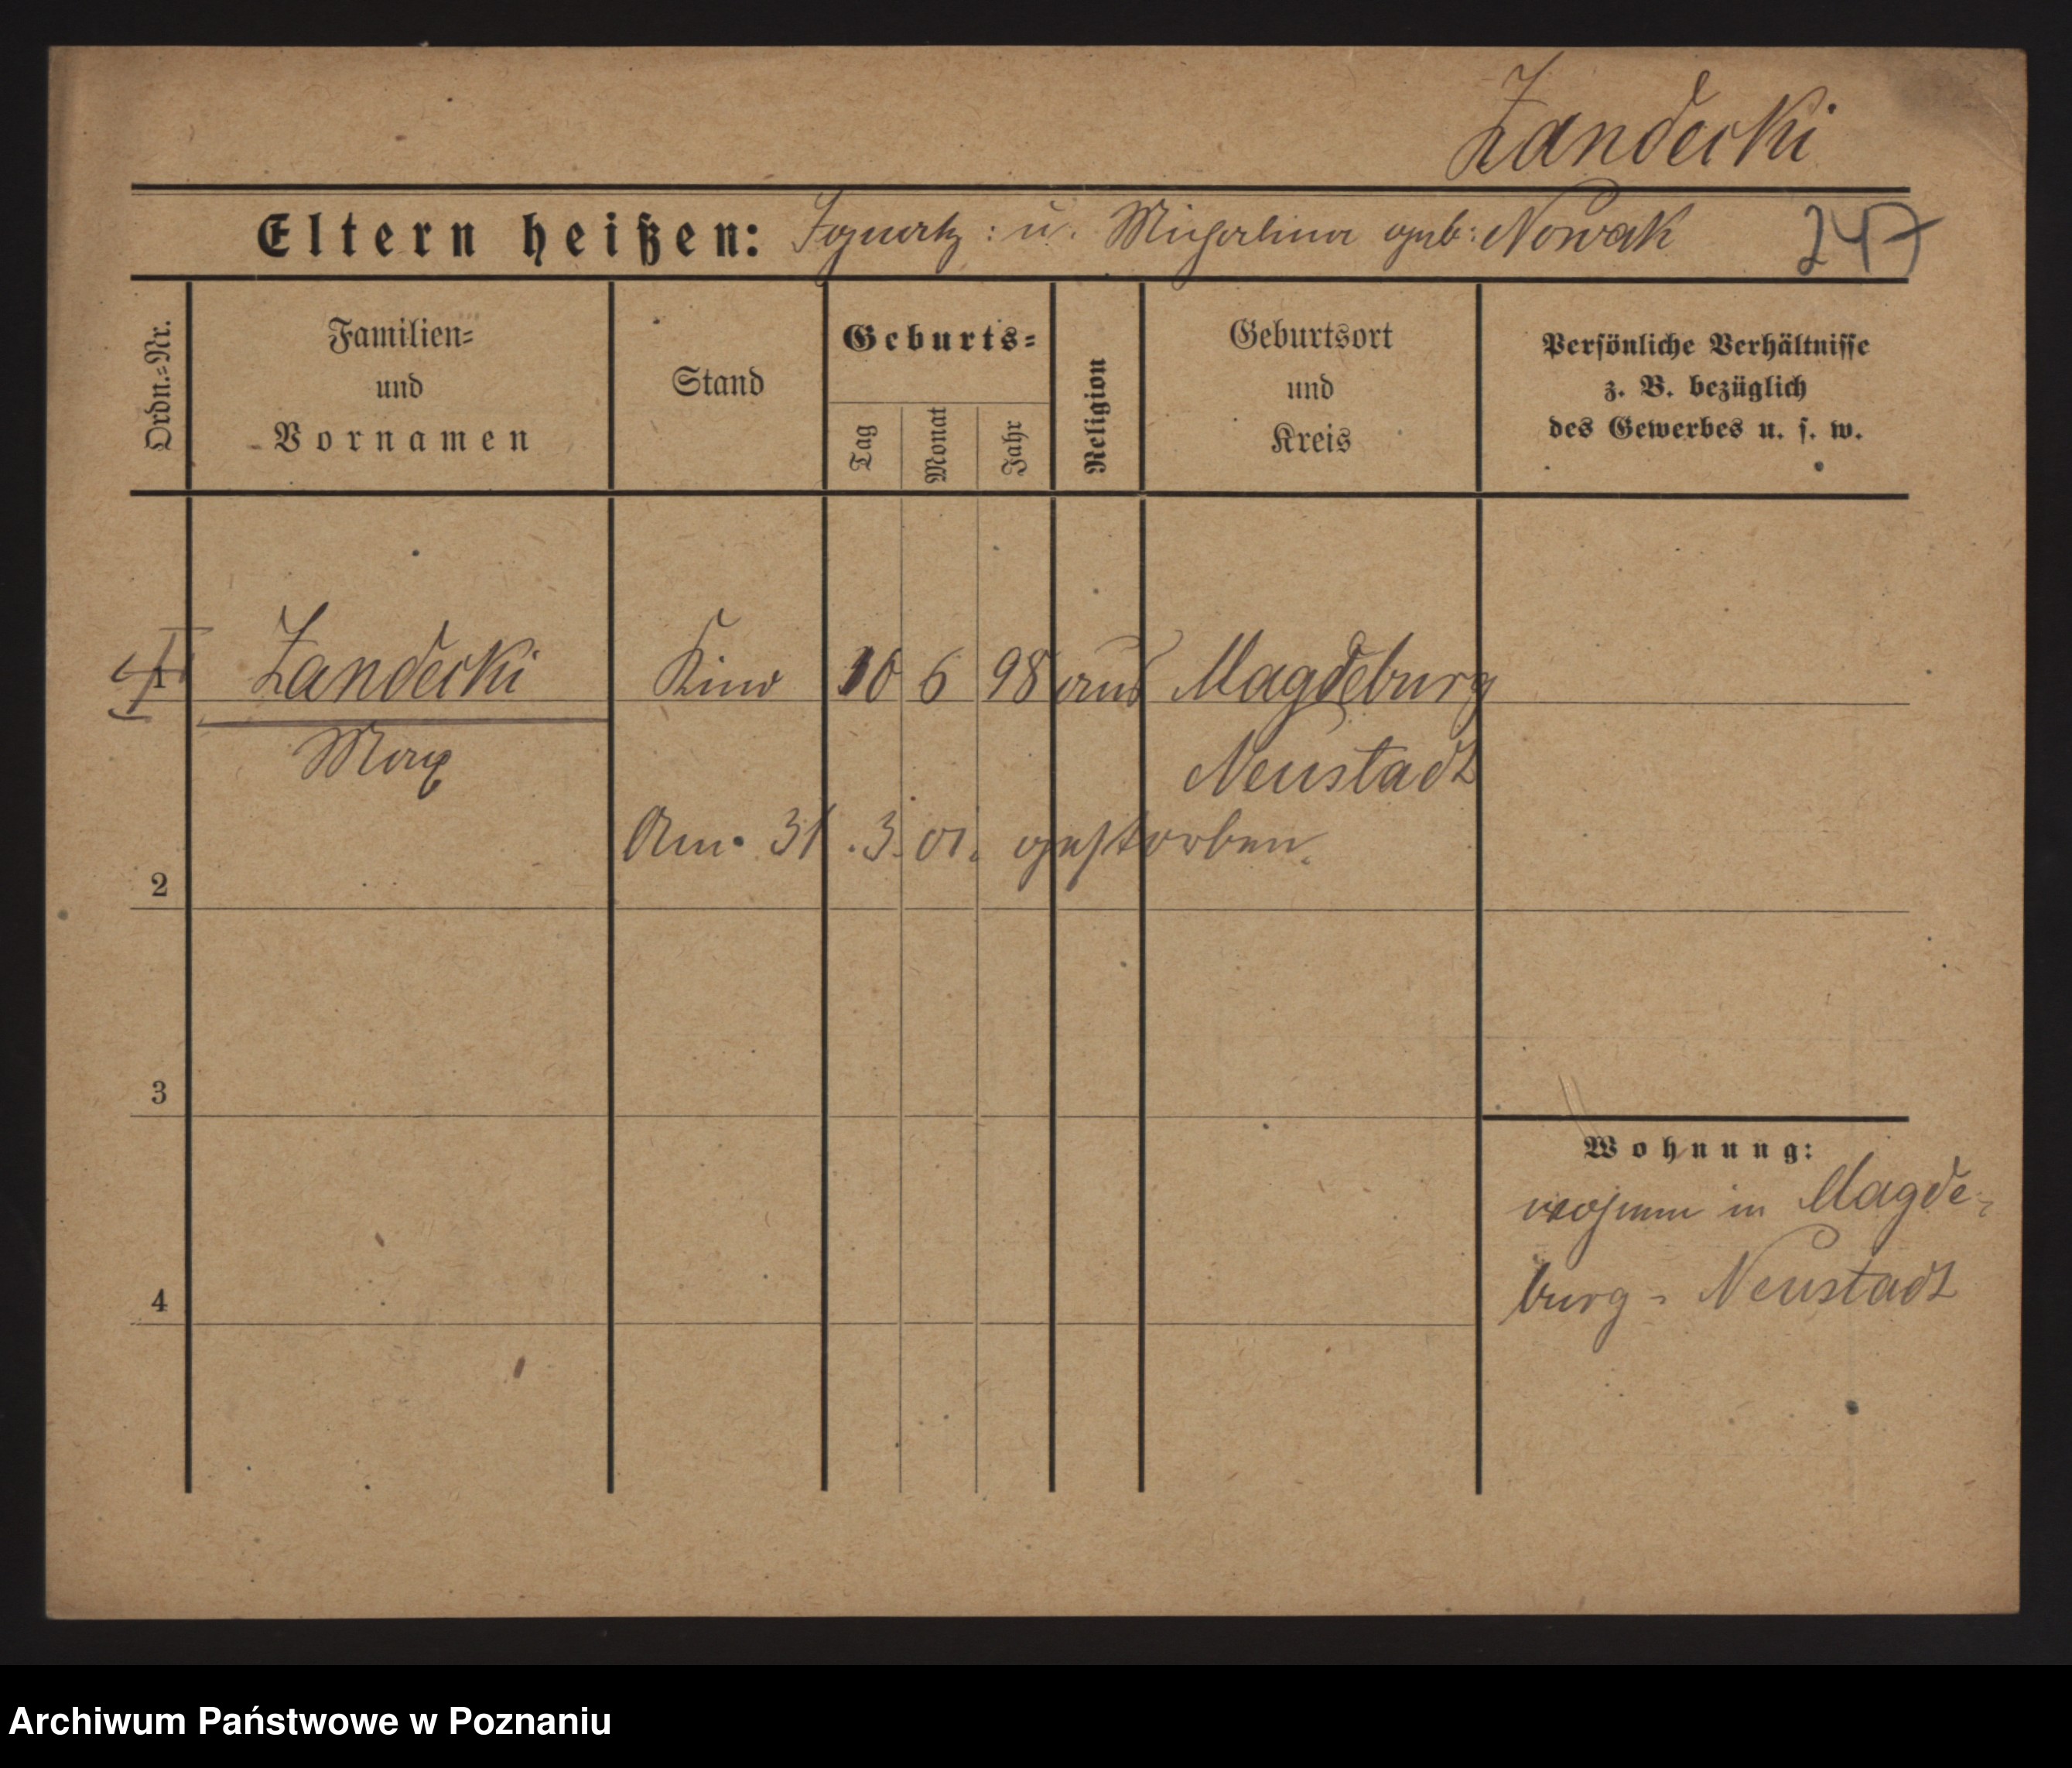 Zandecki
Eltern heißen: Ignatz: u. Michalina geb: Nowak 247
Ordn.=Nr.
Familien=
und
Vornamen
Stand
Geburts=
Tag
Monat
Jahr
Religion
Geburtsort
und
Kreis
Persönliche Verhältnisse
z. B. bezüglich
des Gewerbes u. s. w.
1 Zandecki Kind 10 6 98 aus Magdeburg
Max Neustadt
Am 31.3.01. gestorben.
2
3
4
Wohnung:
in Magde-
burg-Neustadt
Archiwum Państwowe w Poznaniu